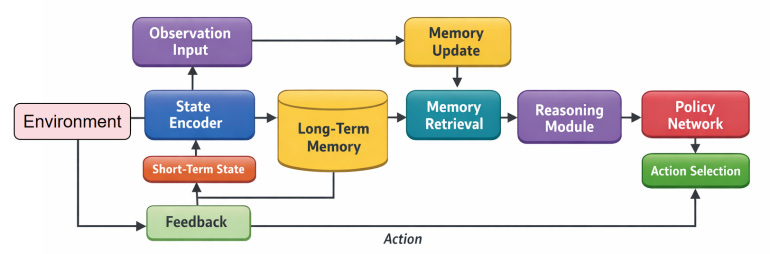 Observation
Input
Memory
Update
Environment
State
Encoder
Long-Term
Memory
Memory
Retrieval
Reasoning
Module
Policy
Network
Short-Term State
Action Selection
Feedback
Action